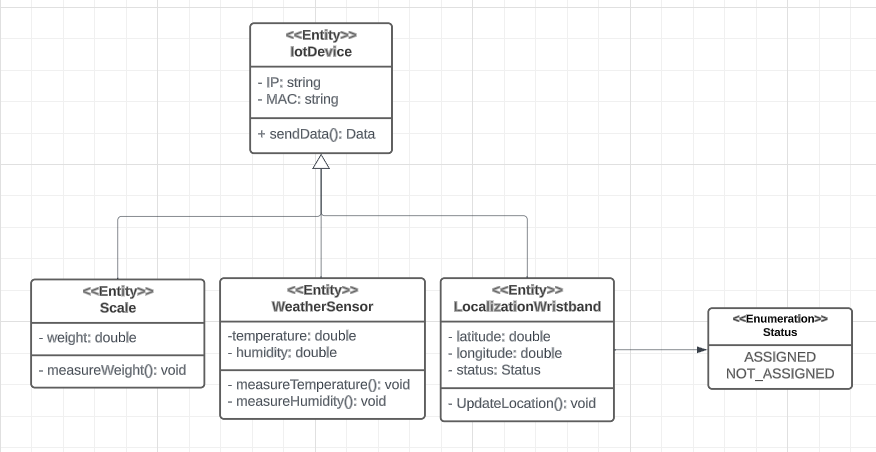 <<Entity>>
IotDevice
- IP: string
- MAC: string
+ sendData(): Data
<<Entity>>
Scale
- weight: double
- measureWeight(): void
<<Entity>>
WeatherSensor
-temperature: double
- humidity: double
- measureTemperature(): void
- measureHumidity(): void
<<Entity>>
LocalizationWristband
- latitude: double
- longitude: double
- status: Status
- UpdateLocation(): void
<<Enumeration>>
Status
ASSIGNED
NOT_ASSIGNED